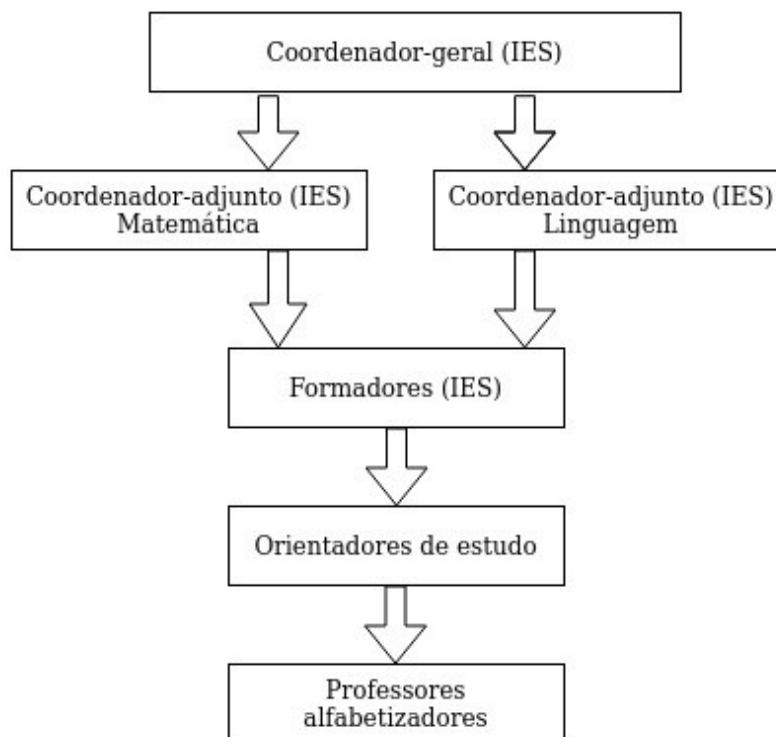 Coordenador-geral (IES)
Coordenador-adjunto (IES)
Matemática
Coordenador-adjunto (IES)
Linguagem
Formadores (IES)
Orientadores de estudo
Professores
alfabetizadores